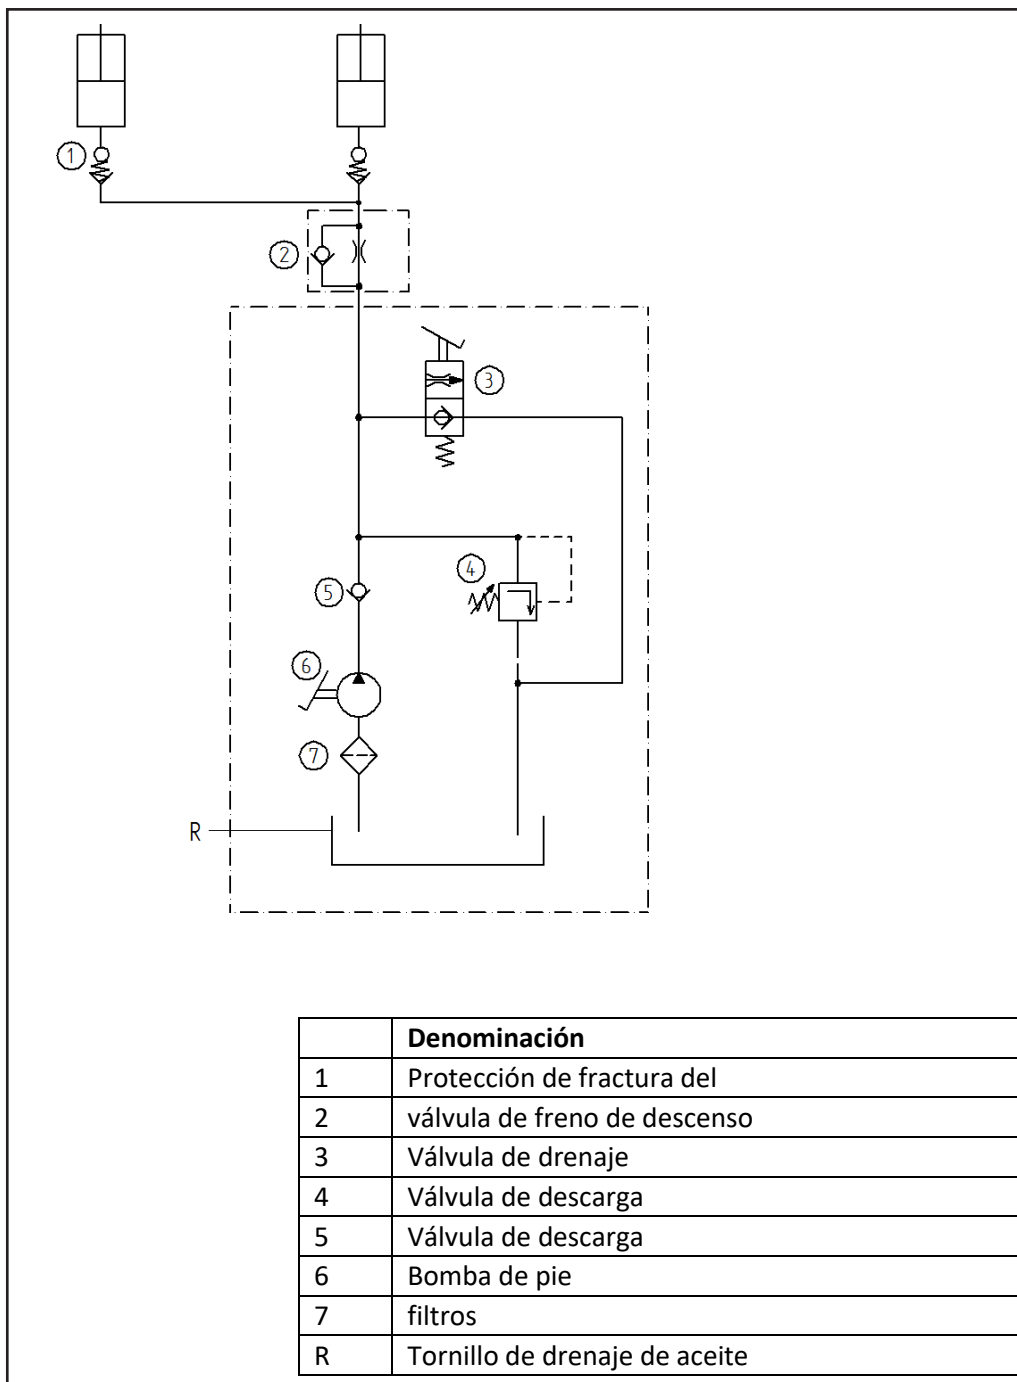 1
2
3
4
5
6
7
R
Denominación
1 Protección de fractura del
2 válvula de freno de descenso
3 Válvula de drenaje
4 Válvula de descarga
5 Válvula de descarga
6 Bomba de pie
7 filtros
R Tornillo de drenaje de aceite